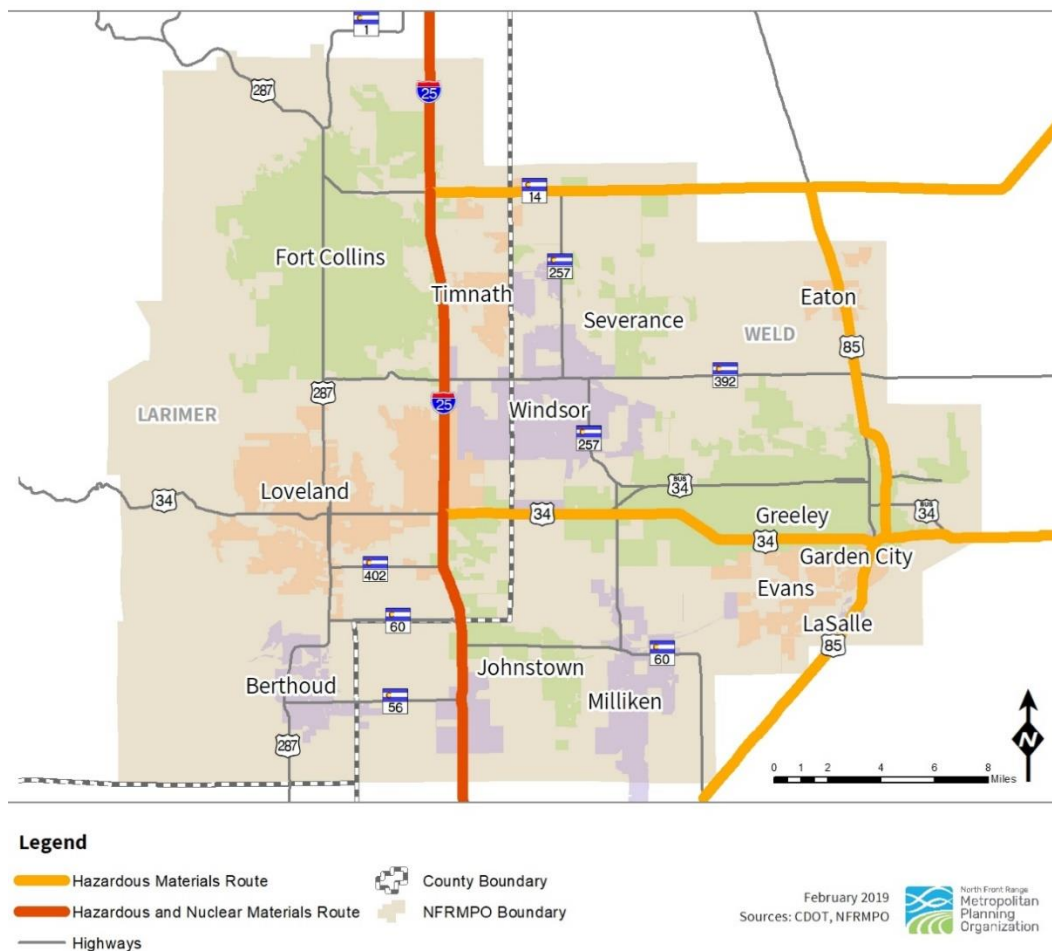 1
287
25
14
Fort Collins
257
Timnath
Eaton
Severance
WELD
85
392
287
25
LARIMER
Windsor
257
BUS
34
Loveland
34
34
Greeley
BUS
34
34
Garden City
402
Evans
60
LaSalle
85
Johnstown
60
Berthoud
Milliken
56
287
N
0 1 2 4 6 8
Miles
Legend
Hazardous Materials Route
County Boundary
Hazardous and Nuclear Materials Route
NFRMPO Boundary
Highways
February 2019
Sources: CDOT, NFRMPO
North Front Range
Metropolitan
Planning
Organization